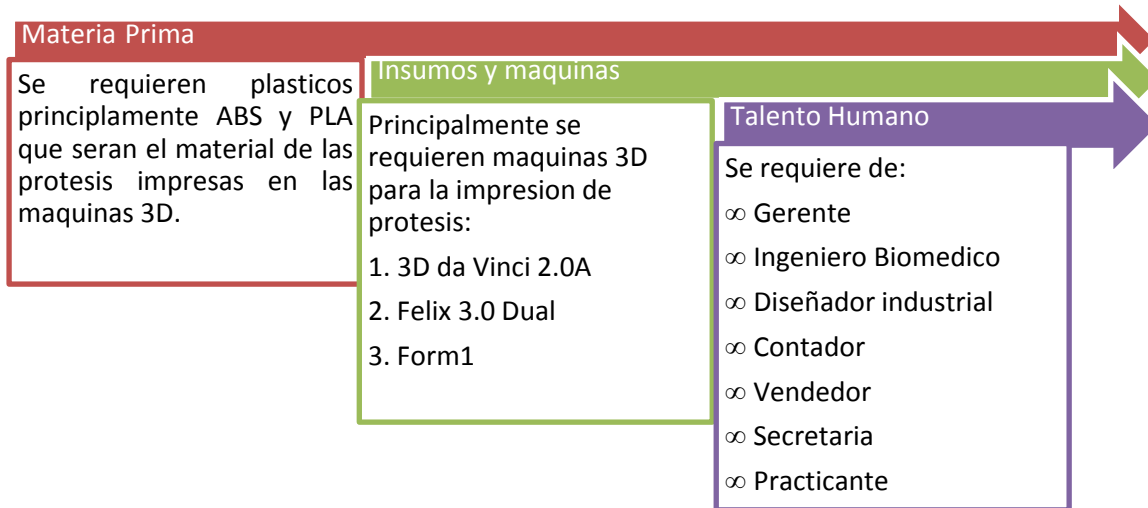 Materia Prima
Se requieren plasticos
principlamente ABS y PLA
que seran el material de las
protesis impresas en las
maquinas 3D.
Insumos y maquinas
Principalmente se
requieren maquinas 3D
para la impresion de
protesis:
1. 3D da Vinci 2.0A
2. Felix 3.0 Dual
3. Form1
Talento Humano
Se requiere de:
∞ Gerente
∞ Ingeniero Biomedico
∞ Diseñador industrial
∞ Contador
∞ Vendedor
∞ Secretaria
∞ Practicante